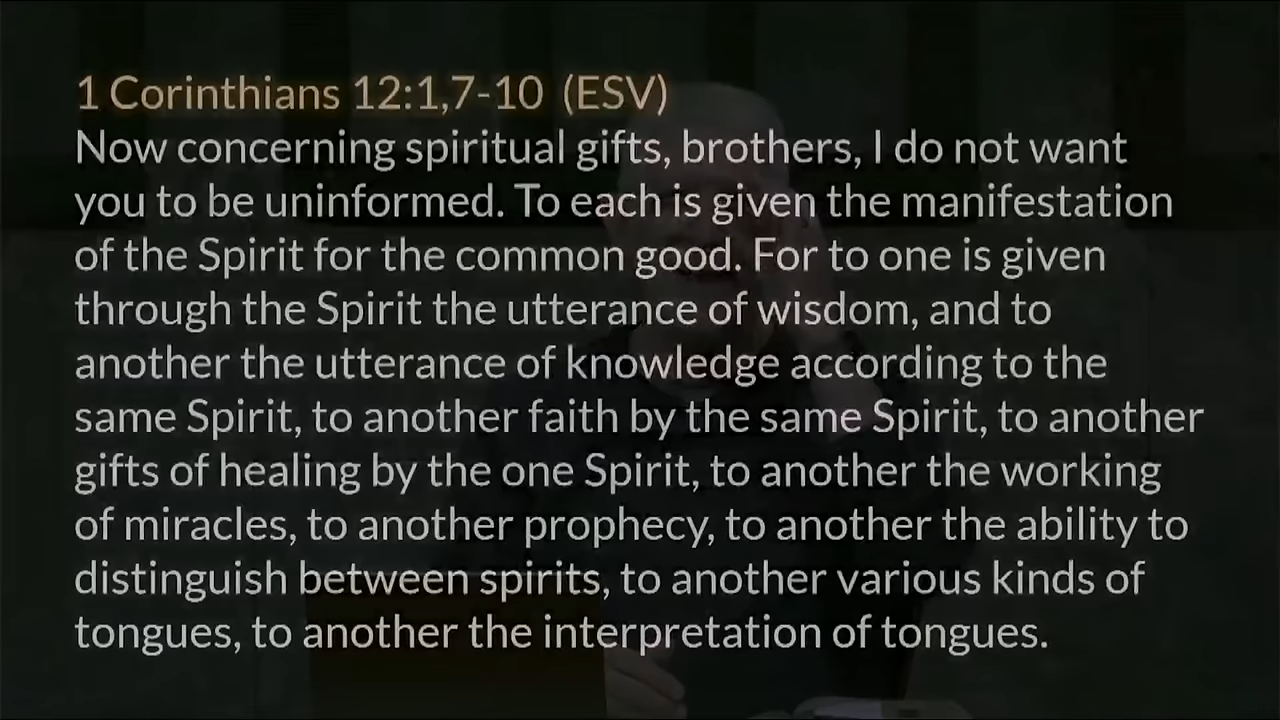 1 Corinthians 12:1,7-10 (ESV)
Now concerning spiritual gifts, brothers, I do not want
you to be uninformed. To each is given the manifestation
of the Spirit for the common good. For to one is given
through the Spirit the utterance of wisdom, and to
another the utterance of knowledge according to the
same Spirit, to another faith by the same Spirit, to another
gifts of healing by the one Spirit, to another the working
of miracles, to another prophecy, to another the ability to
distinguish between spirits, to another various kinds of
tongues, to another the interpretation of tongues.